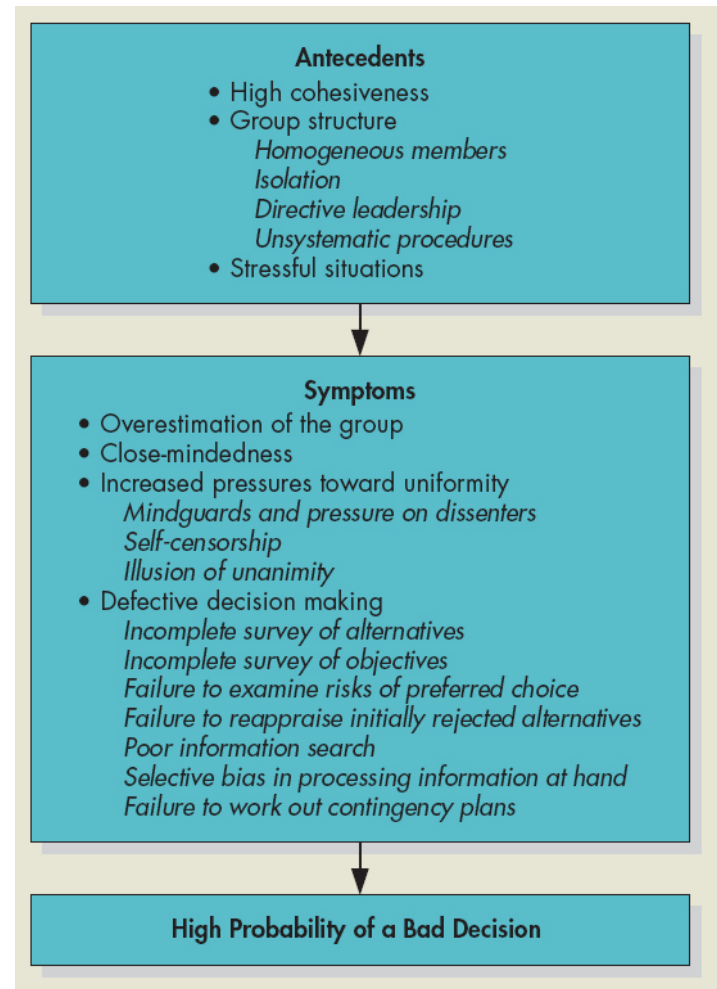 Antecedents
• High cohesiveness
• Group structure
Homogeneous members
Isolation
Directive leadership
Unsystematic procedures
• Stressful situations
Symptoms
• Overestimation of the group
• Close-mindedness
• Increased pressures toward uniformity
Mindguards and pressure on dissenters
Self-censorship
Illusion of unanimity
• Defective decision making
Incomplete survey of alternatives
Incomplete survey of objectives
Failure to examine risks of preferred choice
Failure to reappraise initially rejected alternatives
Poor information search
Selective bias in processing information at hand
Failure to work out contingency plans
High Probability of a Bad Decision